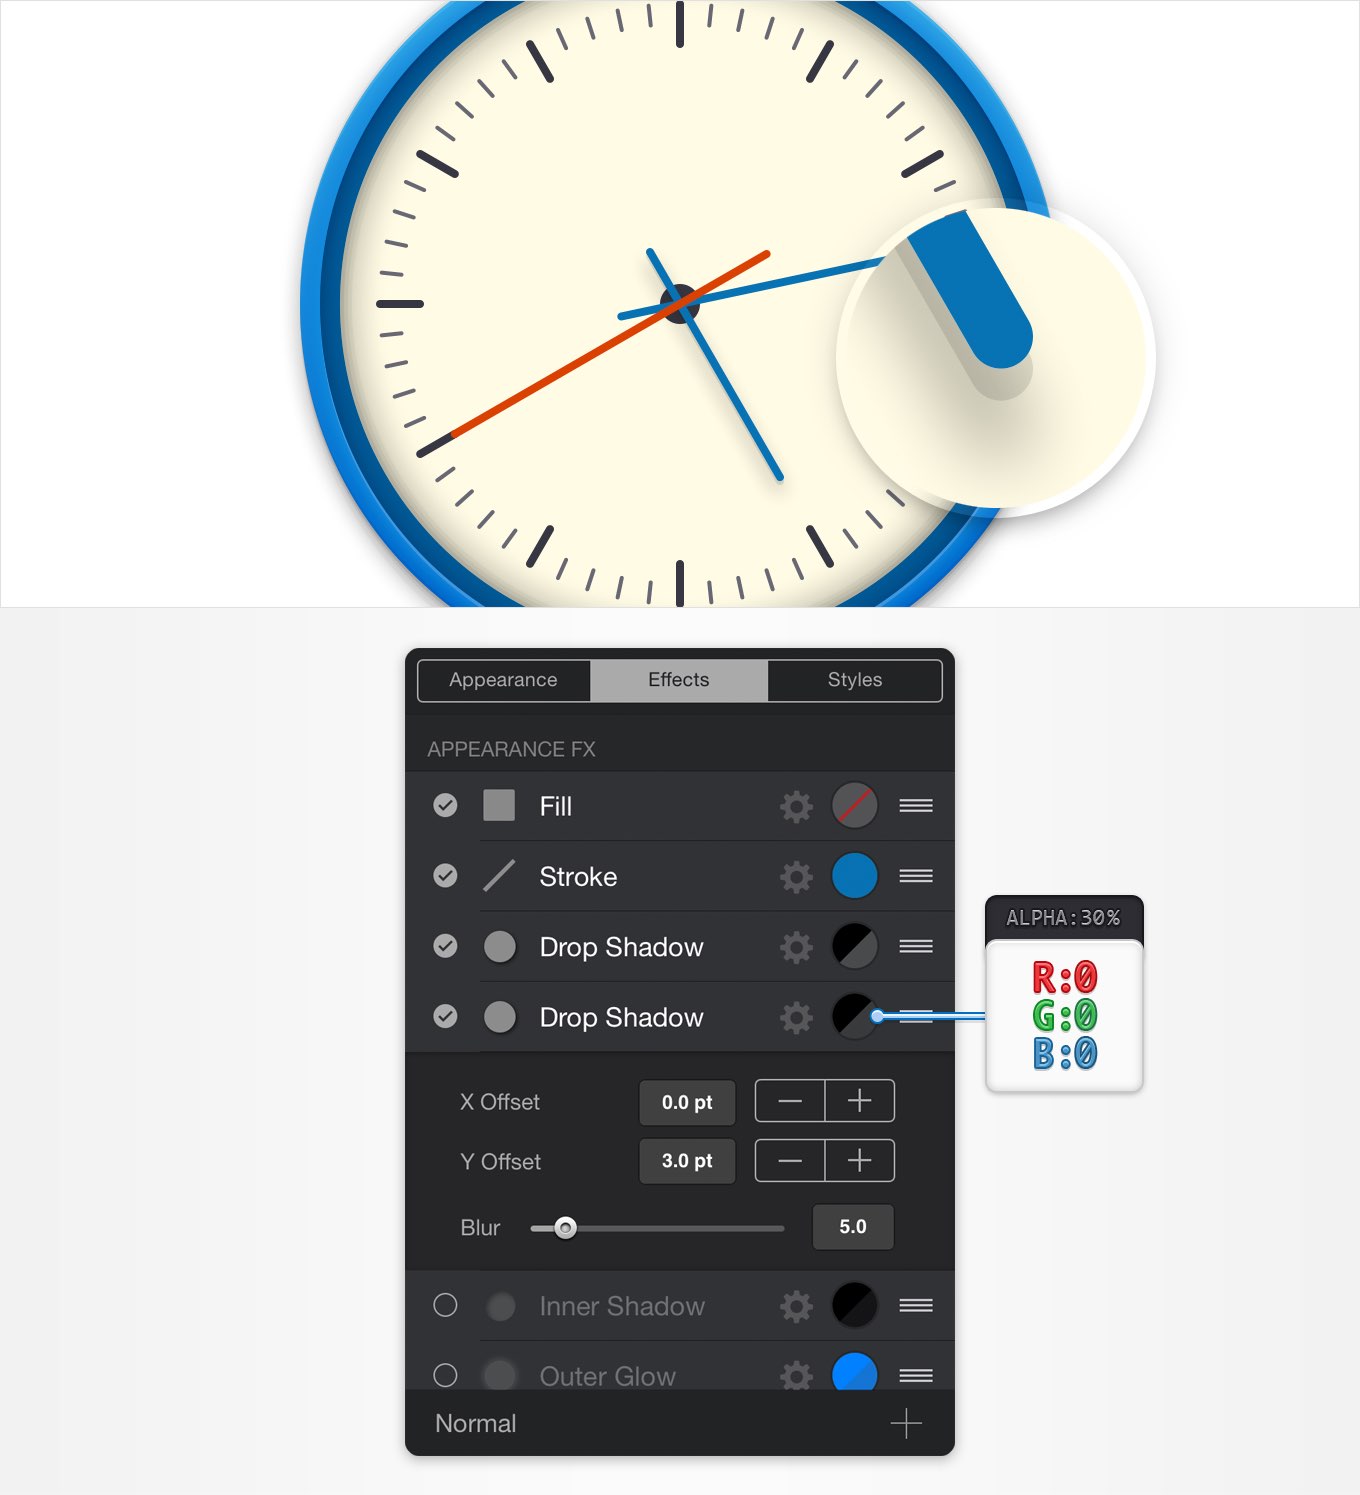 Appearance
Effects
Styles
APPEARANCE FX
Fill
Stroke
Drop Shadow
Drop Shadow
ALPHA:30%
R:0
G:0
B:0
X Offset 0.0 pt
Y Offset 3.0 pt
Blur 5.0
Inner Shadow
Outer Glow
Normal